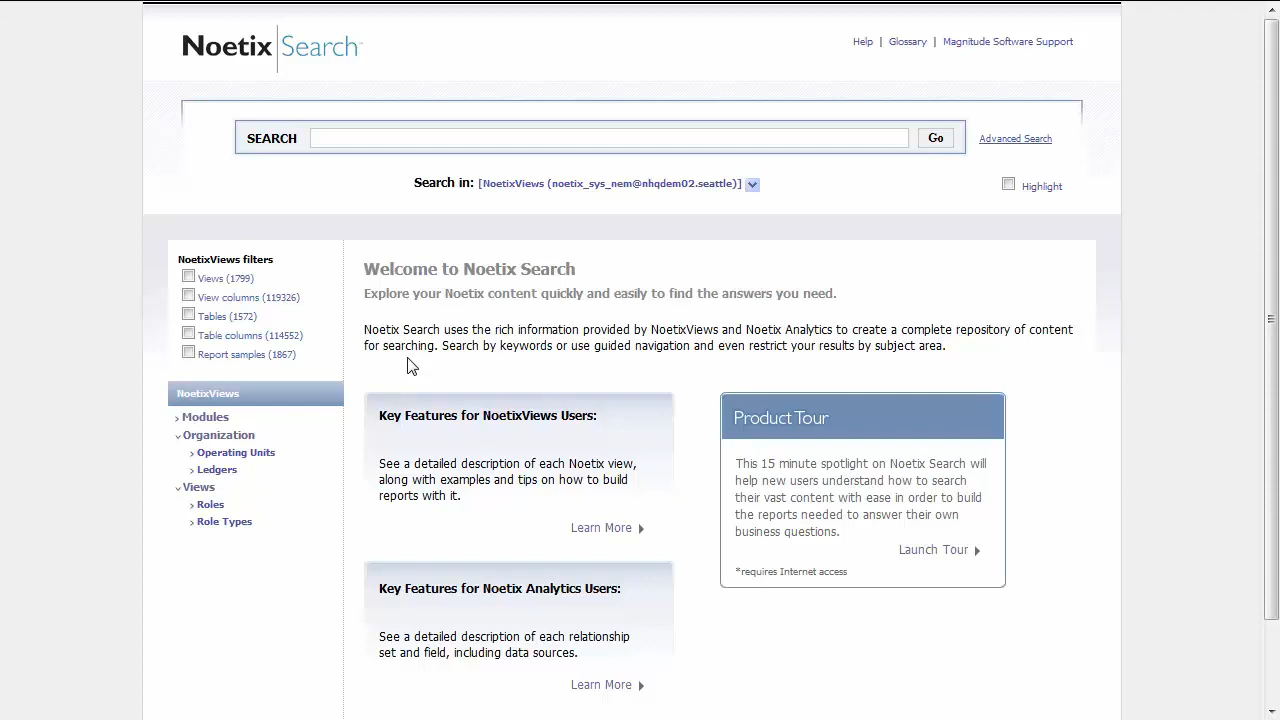 Noetix Search™
Help | Glossary | Magnitude Software Support
SEARCH Go Advanced Search
Search in: [NoetixViews (noetix_sys_nem@nhqdem02.seattle)] Highlight
NoetixViews filters
Views (1799)
View columns (119326)
Tables (1572)
Table columns (114552)
Report samples (1867)
NoetixViews
Modules
Organization
Operating Units
Ledgers
Views
Roles
Role Types
Welcome to Noetix Search
Explore your Noetix content quickly and easily to find the answers you need.
Noetix Search uses the rich information provided by NoetixViews and Noetix Analytics to create a complete repository of content
for searching. Search by keywords or use guided navigation and even restrict your results by subject area.
Key Features for NoetixViews Users:
See a detailed description of each Noetix view,
along with examples and tips on how to build
reports with it.
Learn More
Key Features for Noetix Analytics Users:
See a detailed description of each relationship
set and field, including data sources.
Learn More
Product Tour
This 15 minute spotlight on Noetix Search will
help new users understand how to search
their vast content with ease in order to build
the reports needed to answer their own
business questions.
Launch Tour
*requires Internet access